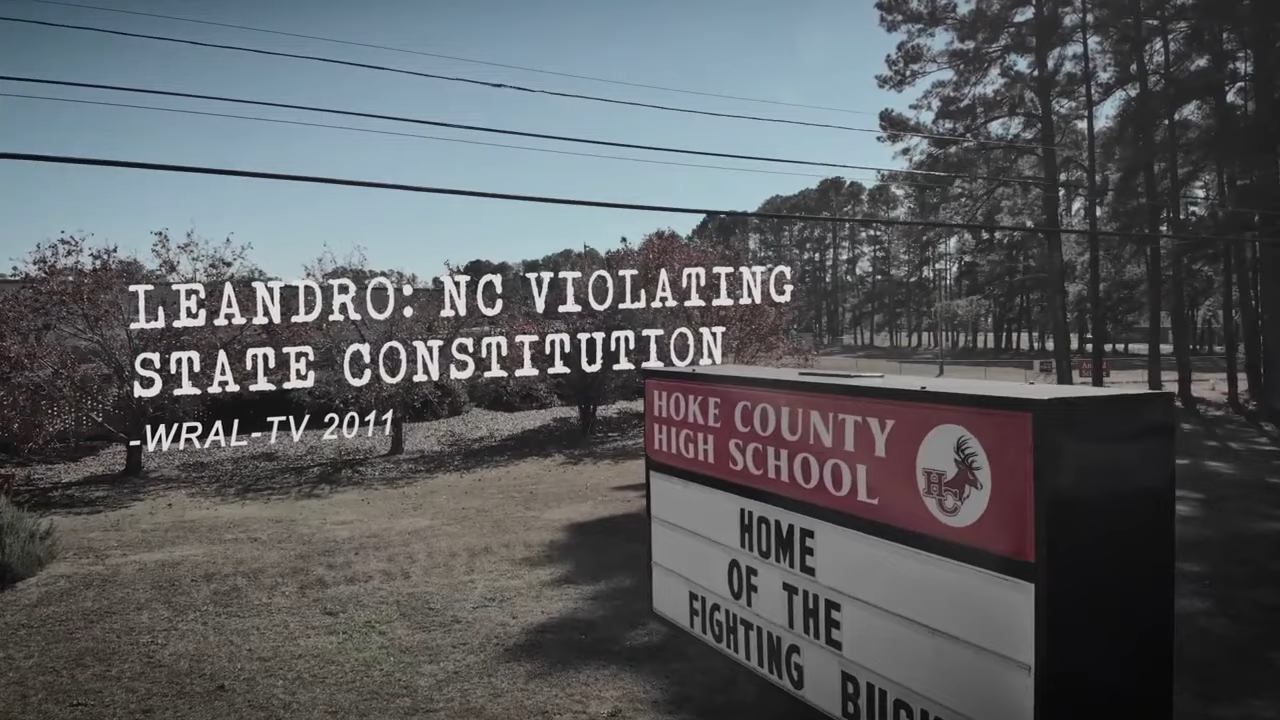 LEANDRO: NC VIOLATING
STATE CONSTITUTION
-WRAL-TV 2011
HOKE COUNTY
HIGH SCHOOL
HC
HOME
OF THE
FIGHTING